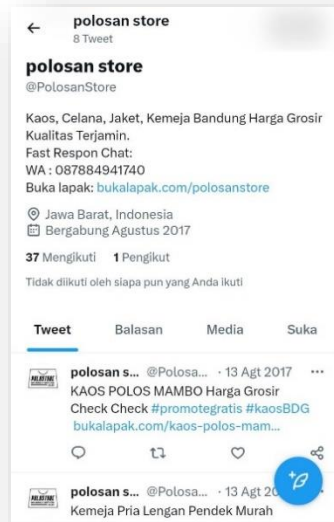 polosan store
8 Tweet
polosan store
@PolosanStore
Kaos, Celana, Jaket, Kemeja Bandung Harga Grosir
Kualitas Terjamin.
Fast Respon Chat:
WA : 087884941740
Buka lapak: bukalapak.com/polosanstore
Jawa Barat, Indonesia
Bergabung Agustus 2017
37 Mengikuti 1 Pengikut
Tidak diikuti oleh siapa pun yang Anda ikuti
Tweet Balasan Media Suka
polosan s... @Polosa... · 13 Agt 2017
KAOS POLOS MAMBO Harga Grosir
Check Check #promotegratis #kaosBDG
bukalapak.com/kaos-polos-mam...
polosan s... @Polosa... · 13 Agt 20
Kemeja Pria Lengan Pendek Murah